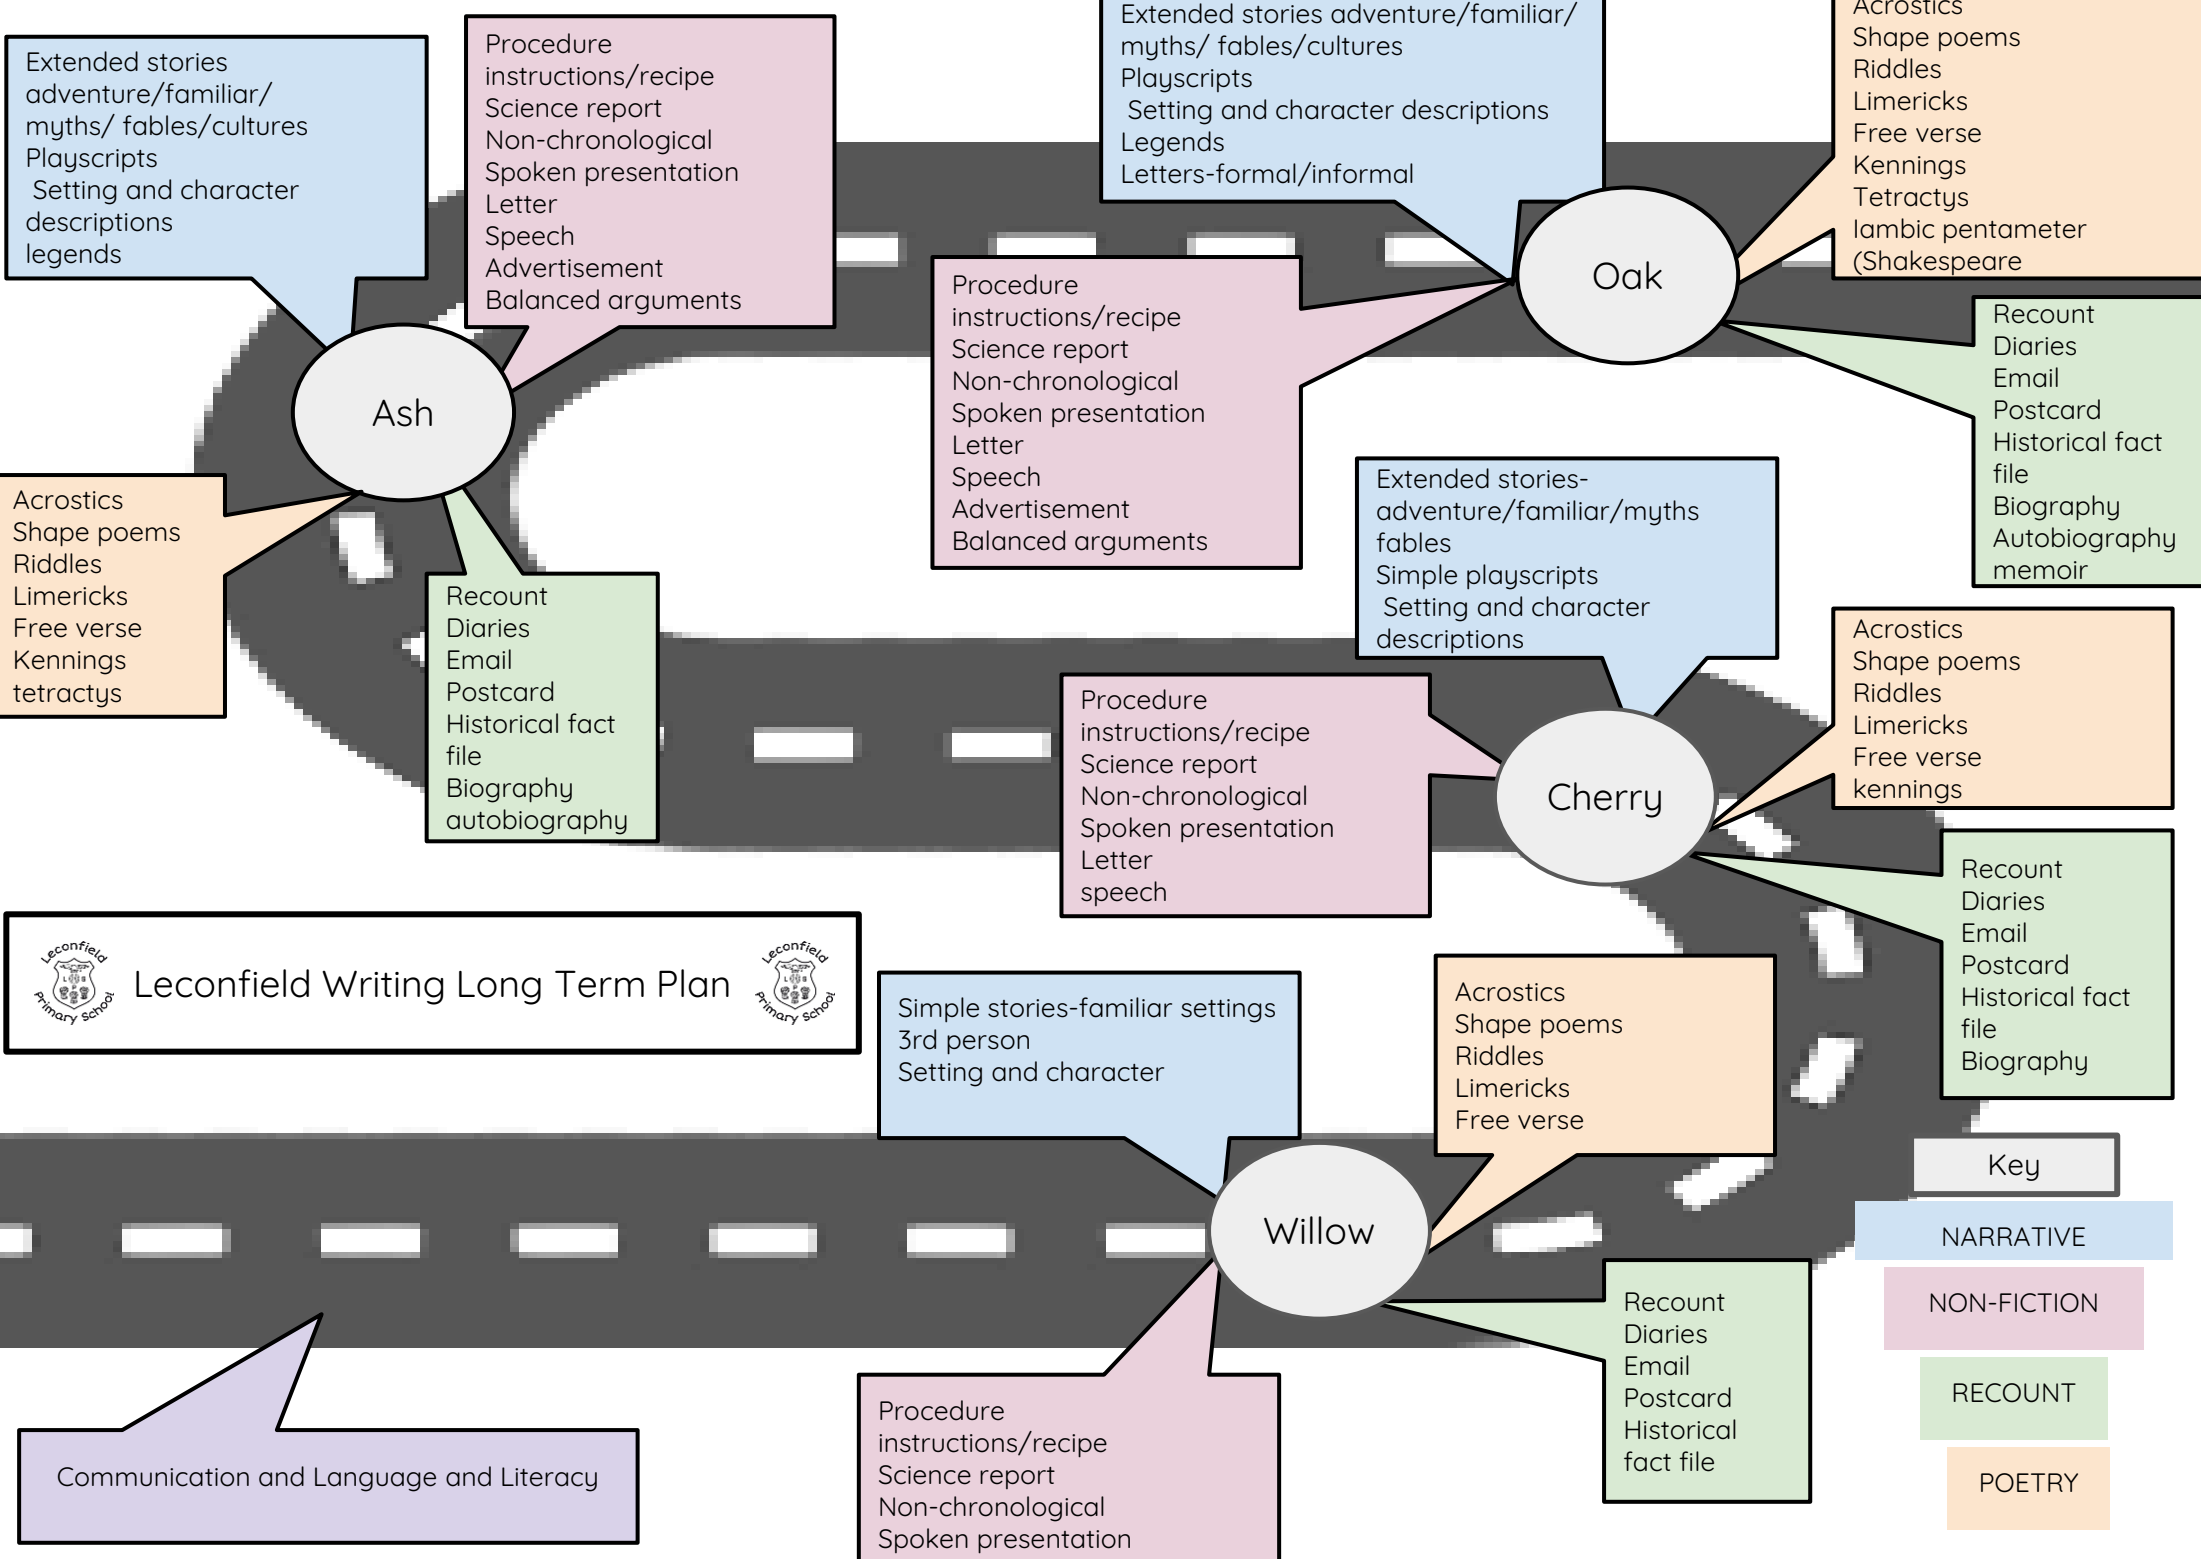 Extended stories
adventure/familiar/
myths/ fables/cultures
Playscripts
Setting and character
descriptions
legends
Procedure
instructions/recipe
Science report
Non-chronological
Spoken presentation
Letter
Speech
Advertisement
Balanced arguments
Extended stories adventure/familiar/
myths/ fables/cultures
Playscripts
Setting and character descriptions
Legends
Letters-formal/informal
Acrostics
Shape poems
Riddles
Limericks
Free verse
Kennings
Tetractys
Iambic pentameter
(Shakespeare
Oak
Procedure
instructions/recipe
Science report
Non-chronological
Spoken presentation
Letter
Speech
Advertisement
Balanced arguments
Recount
Diaries
Email
Postcard
Historical fact
file
Biography
Autobiography
memoir
Ash
Acrostics
Shape poems
Riddles
Limericks
Free verse
Kennings
tetractys
Recount
Diaries
Email
Postcard
Historical fact
file
Biography
autobiography
Extended stories-
adventure/familiar/myths
fables
Simple playscripts
Setting and character
descriptions
Procedure
instructions/recipe
Science report
Non-chronological
Spoken presentation
Letter
speech
Cherry
Acrostics
Shape poems
Riddles
Limericks
Free verse
kennings
Recount
Diaries
Email
Postcard
Historical fact
file
Biography
Leconfield
L P S
Primary School
Leconfield Writing Long Term Plan
Leconfield
L P S
Primary School
Simple stories-familiar settings
3rd person
Setting and character
Acrostics
Shape poems
Riddles
Limericks
Free verse
Willow
Recount
Diaries
Email
Postcard
Historical
fact file
Procedure
instructions/recipe
Science report
Non-chronological
Spoken presentation
Communication and Language and Literacy
Key
NARRATIVE
NON-FICTION
RECOUNT
POETRY